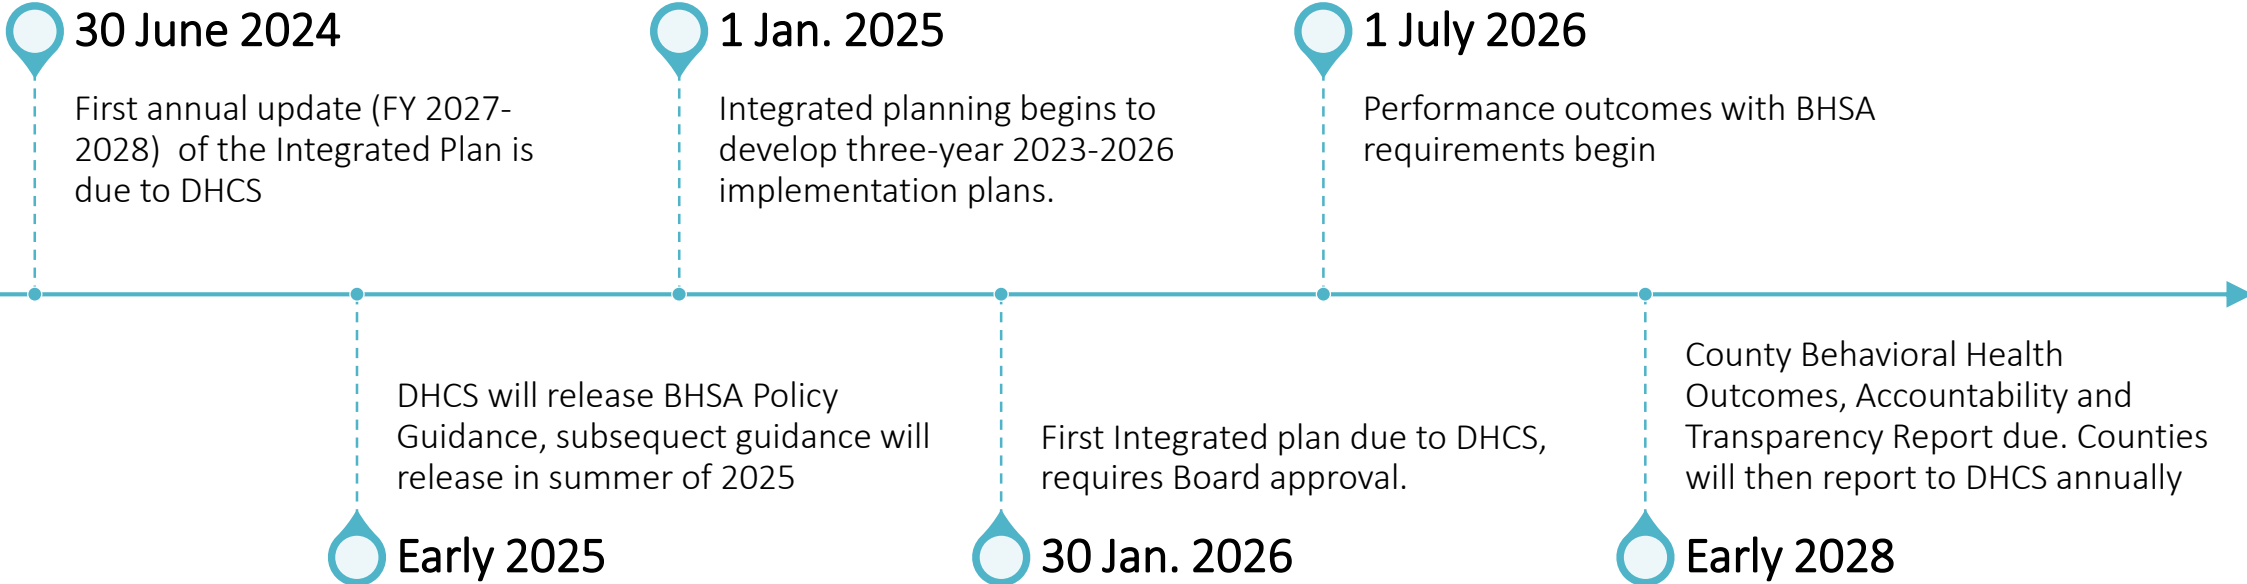 30 June 2024
First annual update (FY 2027-
2028)  of the Integrated Plan is
due to DHCS
Early 2025
DHCS will release BHSA Policy
Guidance, subsequect guidance will
release in summer of 2025
1 Jan. 2025
Integrated planning begins to
develop three-year 2023-2026
implementation plans.
30 Jan. 2026
First Integrated plan due to DHCS,
requires Board approval.
1 July 2026
Performance outcomes with BHSA
requirements begin
Early 2028
County Behavioral Health
Outcomes, Accountability and
Transparency Report due. Counties
will then report to DHCS annually